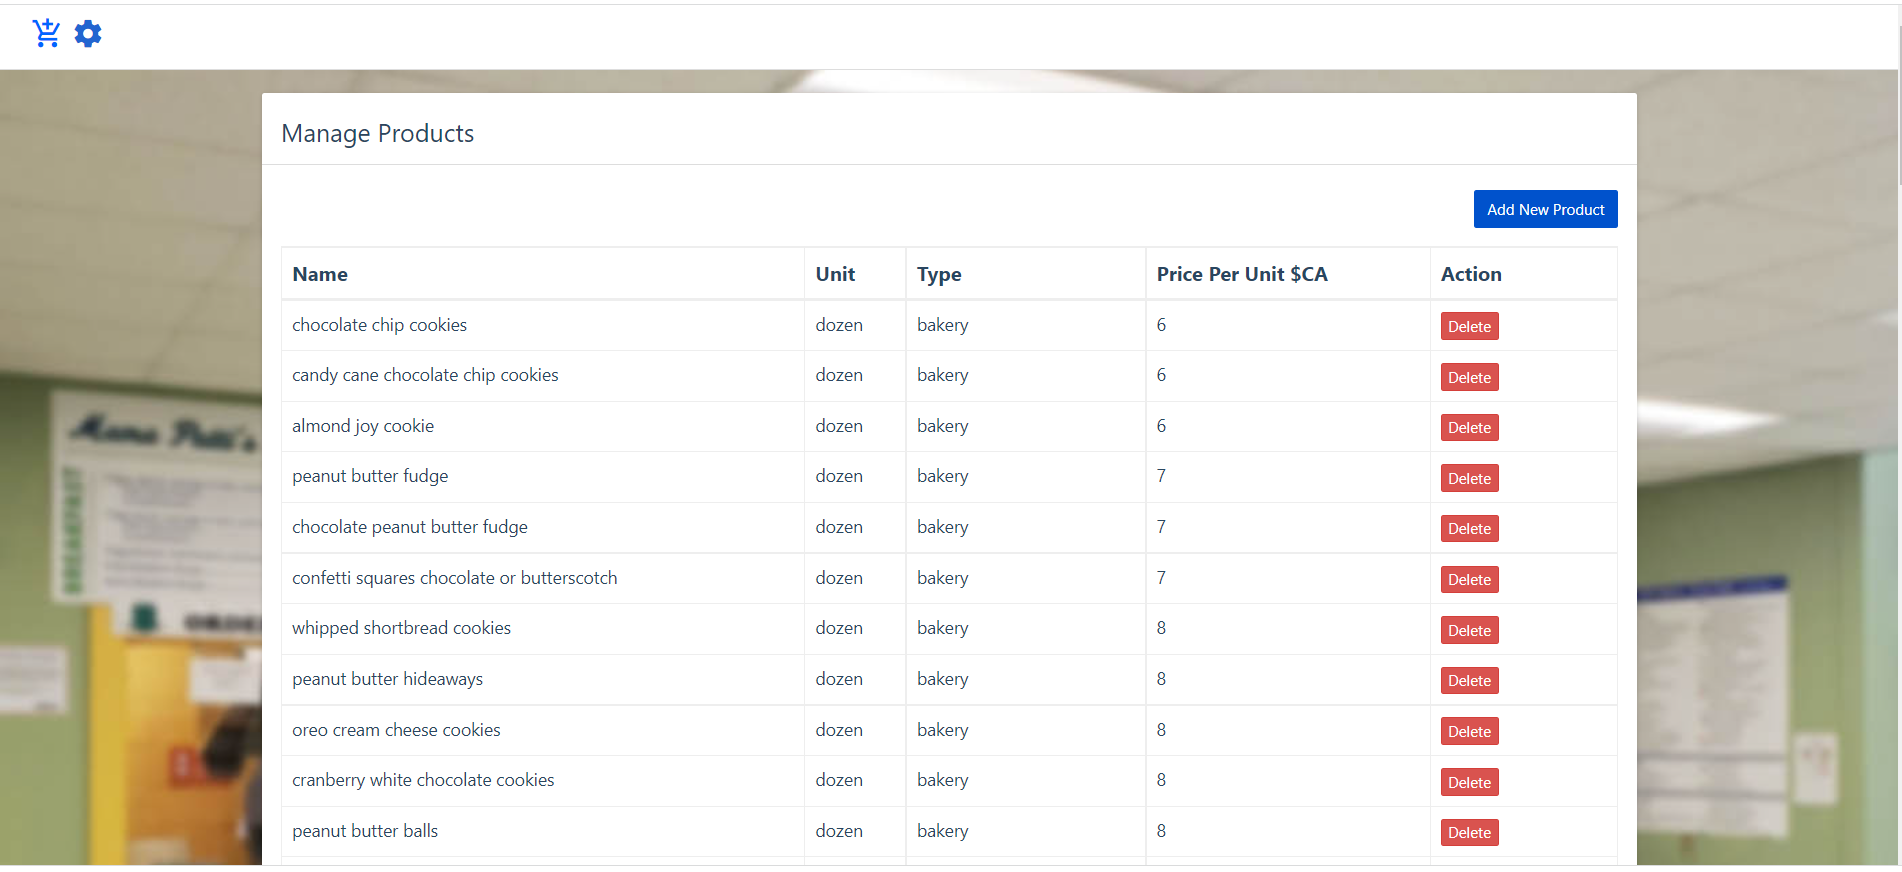 Manage Products
Add New Product
Name Unit Type Price Per Unit $CA Action
chocolate chip cookies dozen bakery 6 Delete
candy cane chocolate chip cookies dozen bakery 6 Delete
almond joy cookie dozen bakery 6 Delete
peanut butter fudge dozen bakery 7 Delete
chocolate peanut butter fudge dozen bakery 7 Delete
confetti squares chocolate or butterscotch dozen bakery 7 Delete
whipped shortbread cookies dozen bakery 8 Delete
peanut butter hideaways dozen bakery 8 Delete
oreo cream cheese cookies dozen bakery 8 Delete
cranberry white chocolate cookies dozen bakery 8 Delete
peanut butter balls dozen bakery 8 Delete
Mama Patti's
BREAKFAST